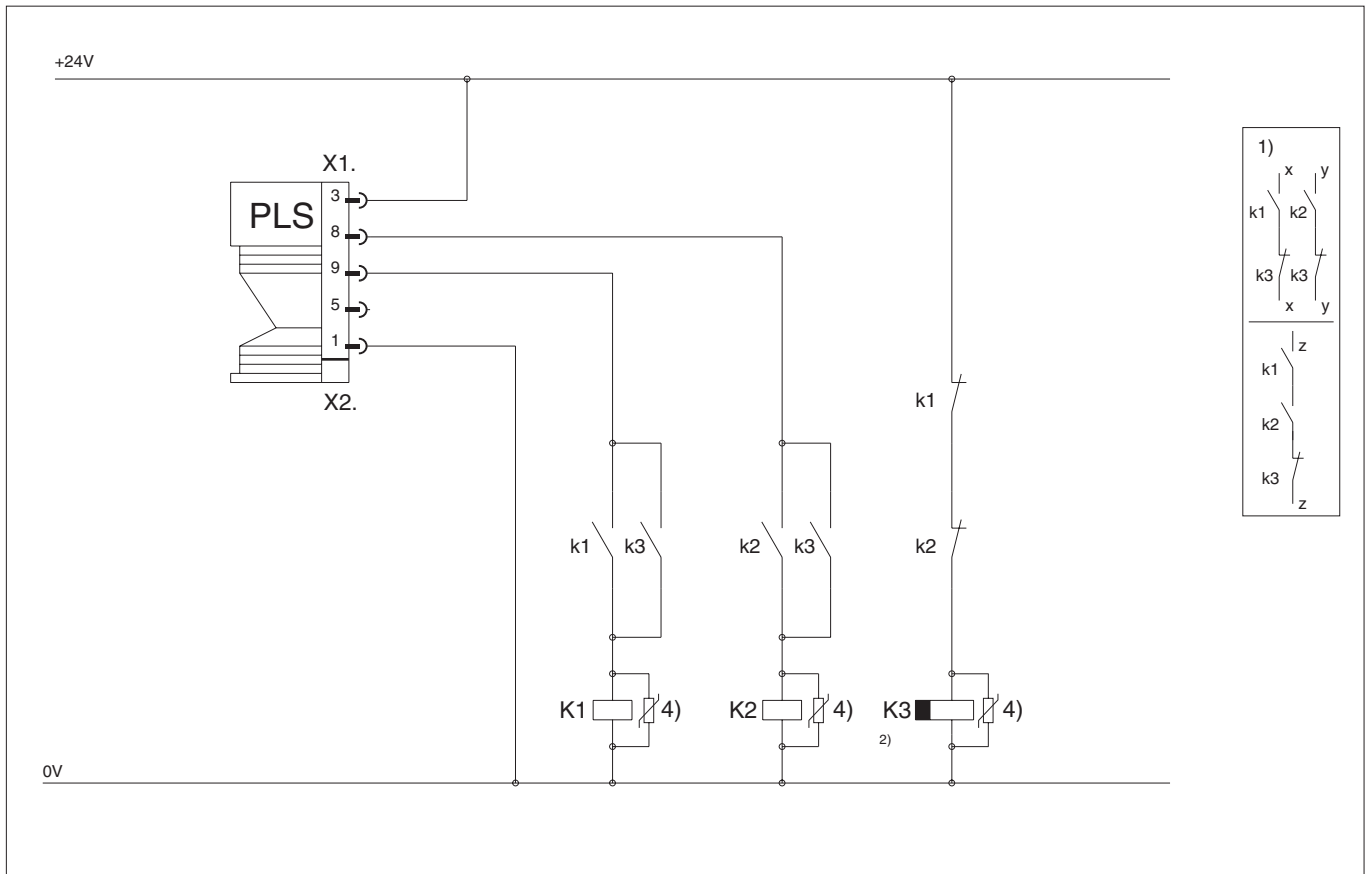 +24V
X1.
PLS
3
8
9
5
1
X2.
k1
k1 k3
k2 k3
k2
K1 4)
K2 4)
K3 4)
2)
0V
1)
x y
k1 k2
k3 k3
x y
z
k1
k2
k3
z